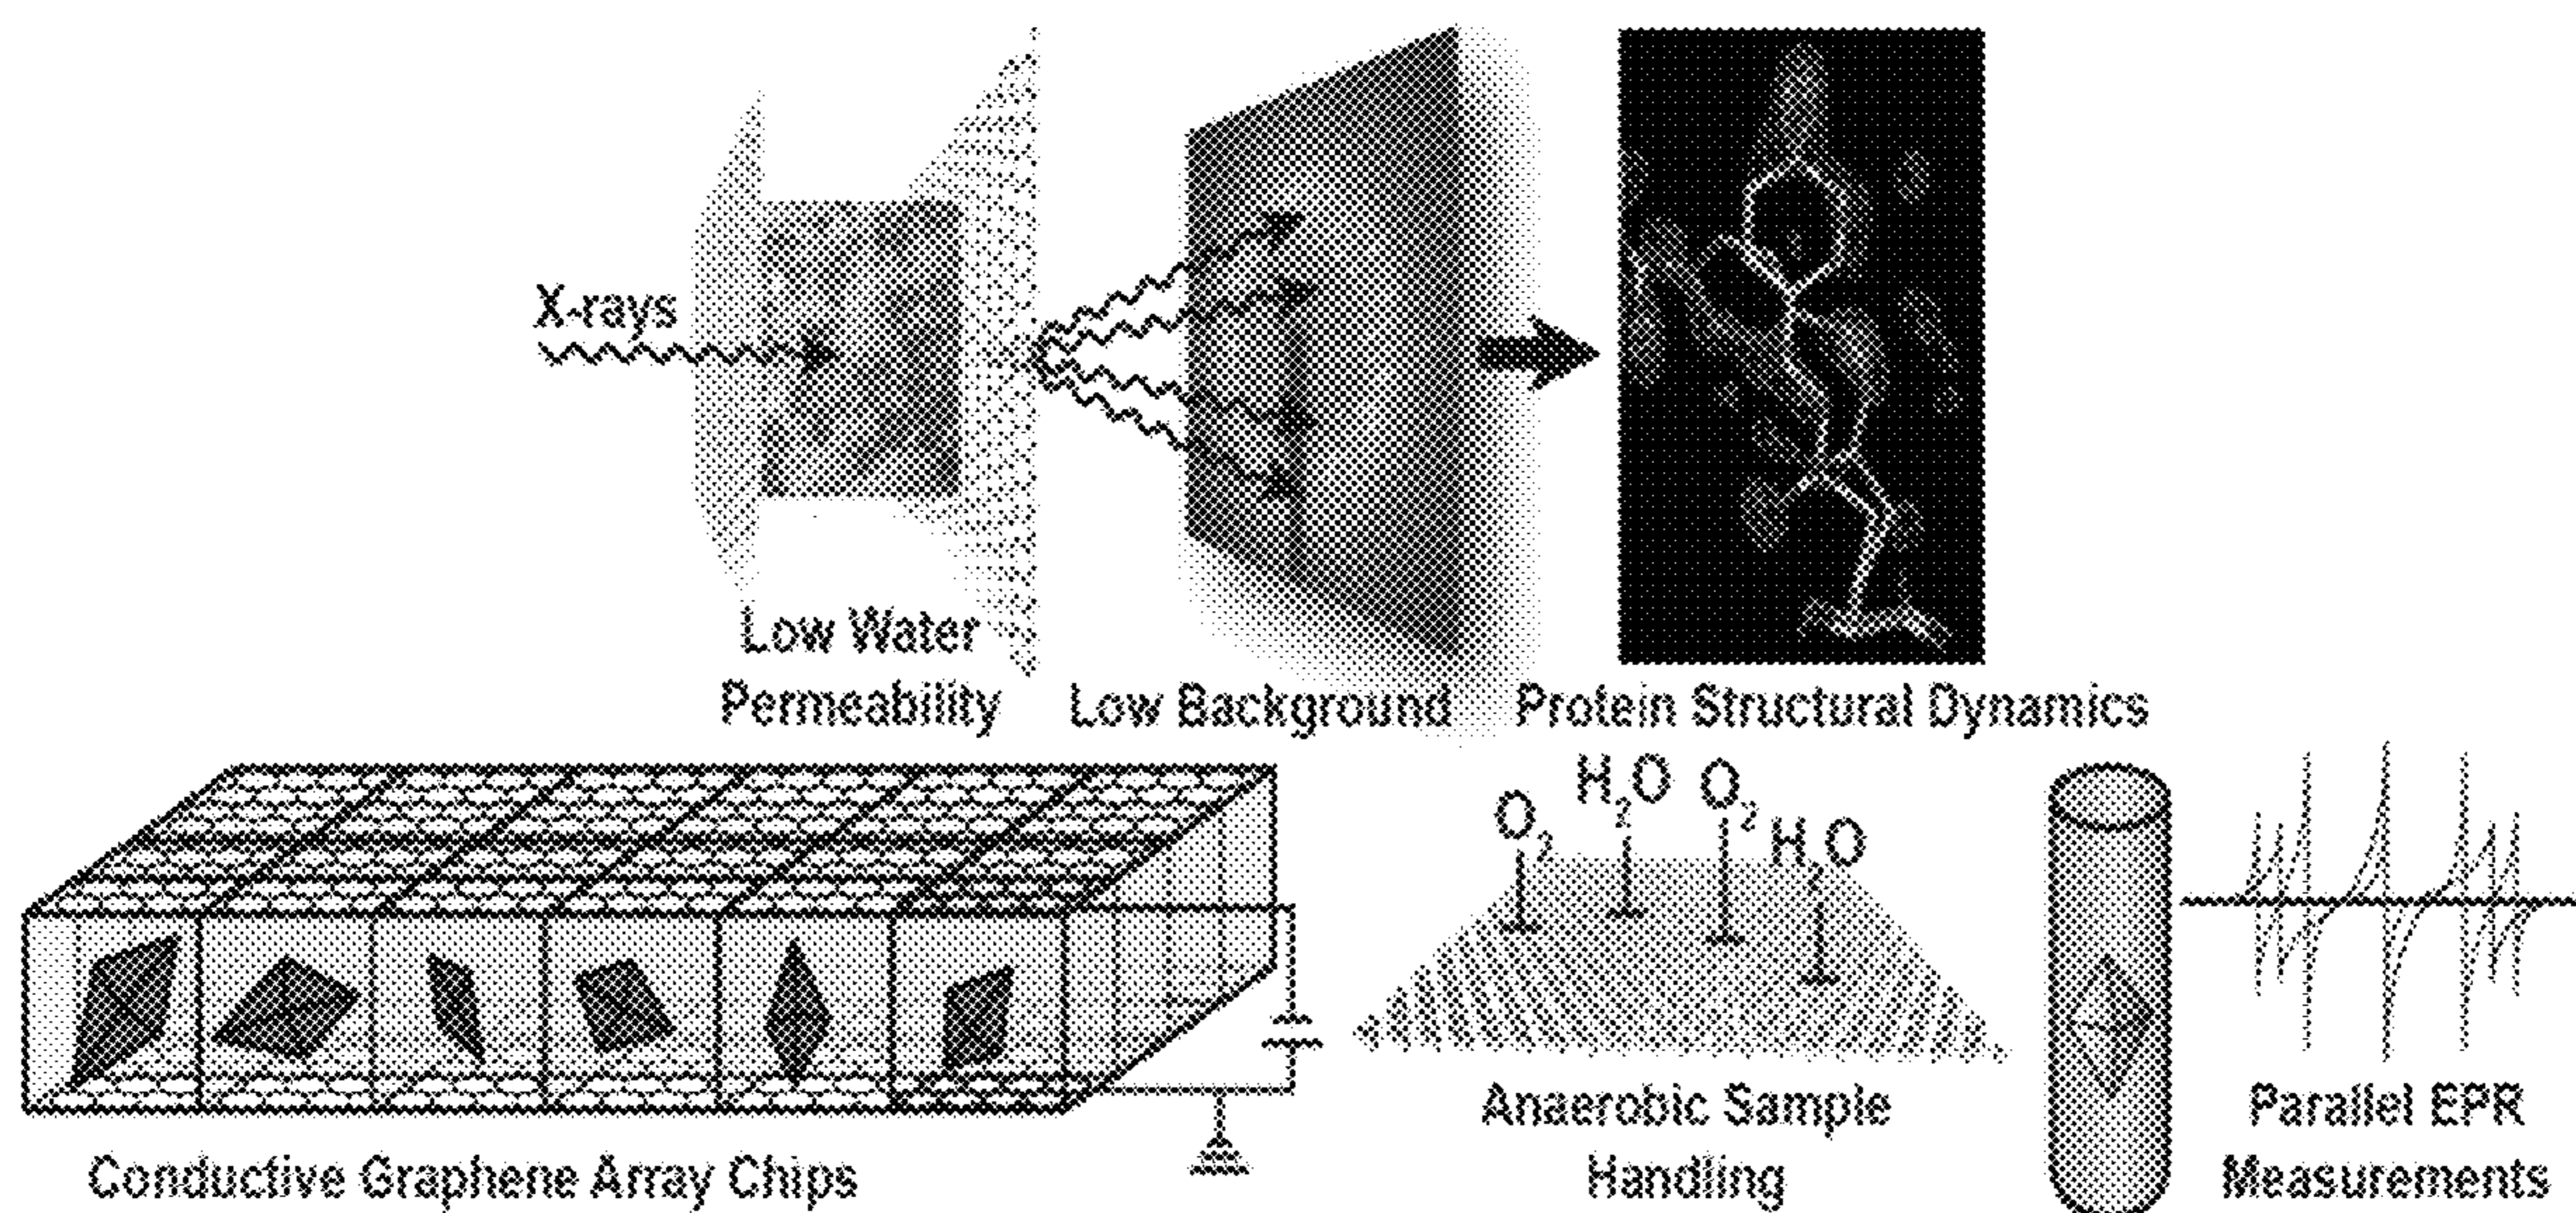 X-rays
Low Water
Permeability
Low Background
Protein Structural Dynamics
O2
H2O
O2
H2O
Conductive Graphene Array Chips
Anaerobic Sample
Handling
Parallel EPR
Measurements